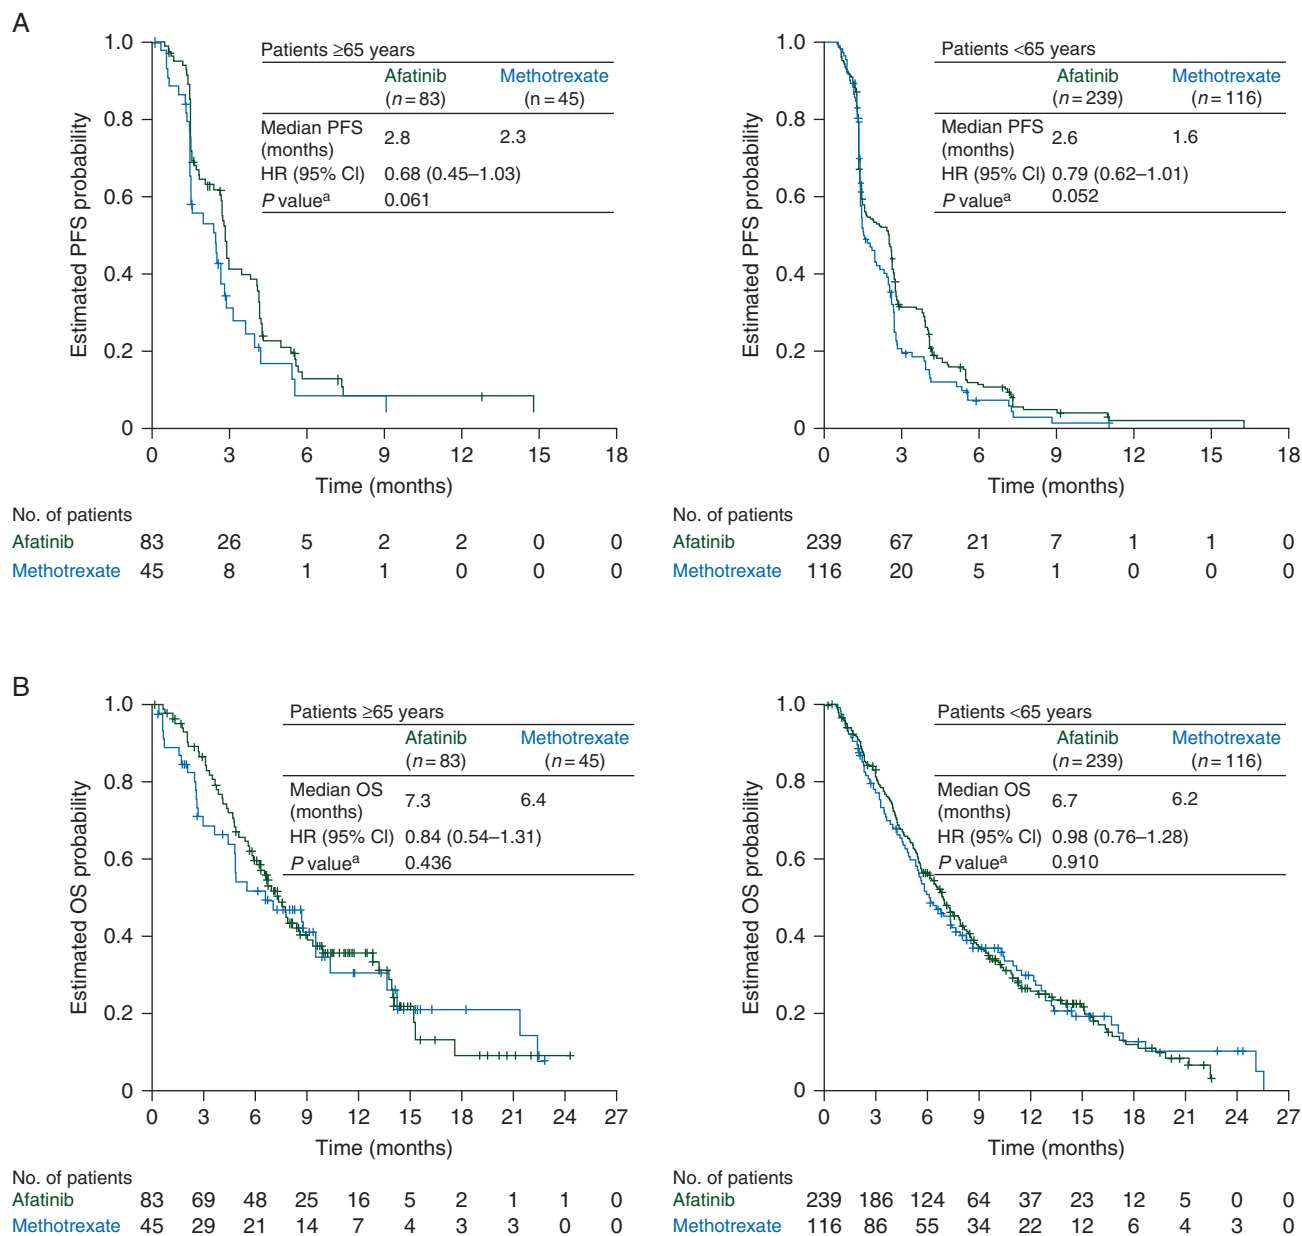 A
Patients ≥65 years
Afatinib Methotrexate
(n=83) (n=45)
Median PFS (months) 2.8 2.3
HR (95% CI) 0.68 (0.45–1.03)
P valueᵃ 0.061
Estimated PFS probability
1.0
0.8
0.6
0.4
0.2
0
0 3 6 9 12 15 18
Time (months)
No. of patients
Afatinib 83 26 5 2 2 0 0
Methotrexate 45 8 1 1 0 0 0
Patients <65 years
Afatinib Methotrexate
(n=239) (n=116)
Median PFS (months) 2.6 1.6
HR (95% CI) 0.79 (0.62–1.01)
P valueᵃ 0.052
Estimated PFS probability
1.0
0.8
0.6
0.4
0.2
0
0 3 6 9 12 15 18
Time (months)
No. of patients
Afatinib 239 67 21 7 1 1 0
Methotrexate 116 20 5 1 0 0 0
B
Patients ≥65 years
Afatinib Methotrexate
(n=83) (n=45)
Median OS (months) 7.3 6.4
HR (95% CI) 0.84 (0.54–1.31)
P valueᵃ 0.436
Estimated OS probability
1.0
0.8
0.6
0.4
0.2
0
0 3 6 9 12 15 18 21 24 27
Time (months)
No. of patients
Afatinib 83 69 48 25 16 5 2 1 1 0
Methotrexate 45 29 21 14 7 4 3 3 0 0
Patients <65 years
Afatinib Methotrexate
(n=239) (n=116)
Median OS (months) 6.7 6.2
HR (95% CI) 0.98 (0.76–1.28)
P valueᵃ 0.910
Estimated OS probability
1.0
0.8
0.6
0.4
0.2
0
0 3 6 9 12 15 18 21 24 27
Time (months)
No. of patients
Afatinib 239 186 124 64 37 23 12 5 0 0
Methotrexate 116 86 55 34 22 12 6 4 3 0